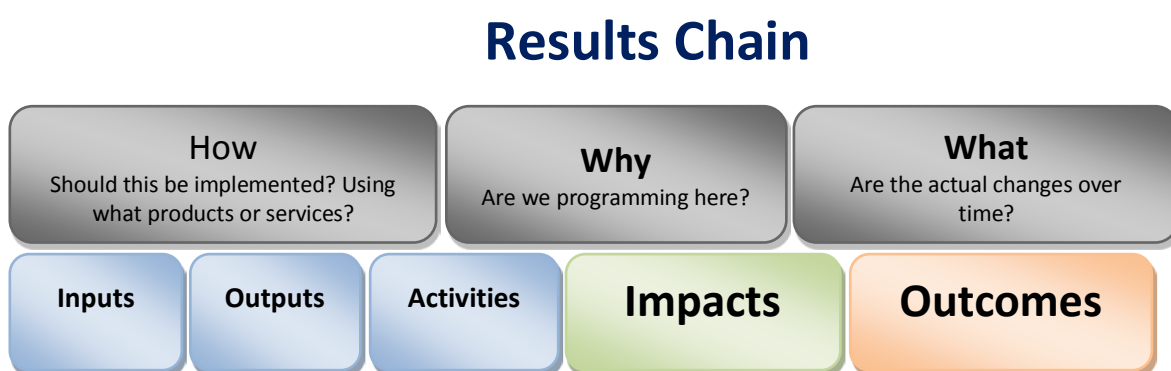 Results Chain
How
Should this be implemented? Using
what products or services?
Why
Are we programming here?
What
Are the actual changes over
time?
Inputs
Outputs
Activities
Impacts
Outcomes